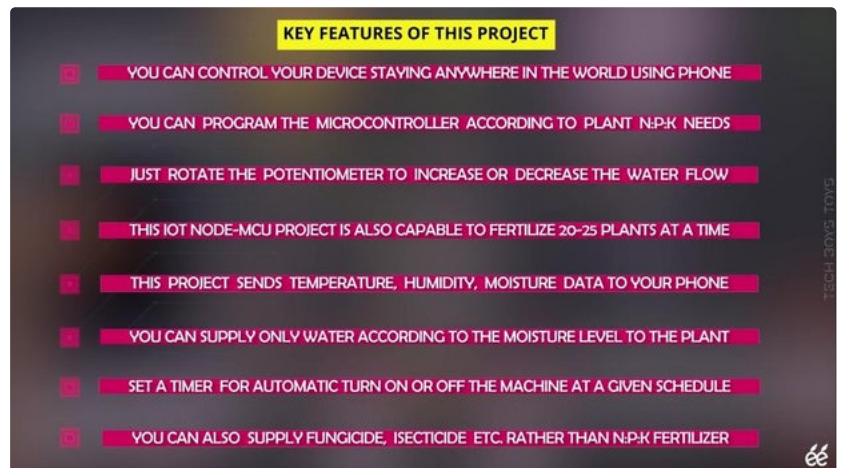 KEY FEATURES OF THIS PROJECT
YOU CAN CONTROL YOUR DEVICE STAYING ANYWHERE IN THE WORLD USING PHONE
YOU CAN PROGRAM THE MICROCONTROLLER ACCORDING TO PLANT N:P:K NEEDS
JUST ROTATE THE POTENTIOMETER TO INCREASE OR DECREASE THE WATER FLOW
THIS IOT NODE-MCU PROJECT IS ALSO CAPABLE TO FERTILIZE 20-25 PLANTS AT A TIME
THIS PROJECT SENDS TEMPERATURE, HUMIDITY, MOISTURE DATA TO YOUR PHONE
YOU CAN SUPPLY ONLY WATER ACCORDING TO THE MOISTURE LEVEL TO THE PLANT
SET A TIMER FOR AUTOMATIC TURN ON OR OFF THE MACHINE AT A GIVEN SCHEDULE
YOU CAN ALSO SUPPLY FUNGICIDE, ISECTICIDE ETC. RATHER THAN N:P:K FERTILIZER
TECH BOYS TOYS